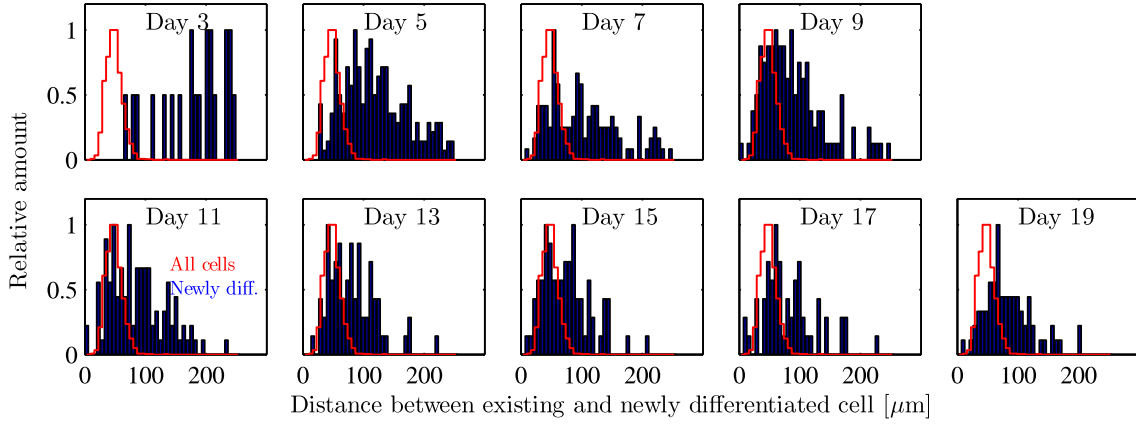 Day 3
Day 5
Day 7
Day 9
1
0.5
0
Relative amount
Day 11
Day 13
Day 15
Day 17
Day 19
All cells
Newly diff.
1
0.5
0
0 100 200
0 100 200
0 100 200
0 100 200
0 100 200
Distance between existing and newly differentiated cell [μm]